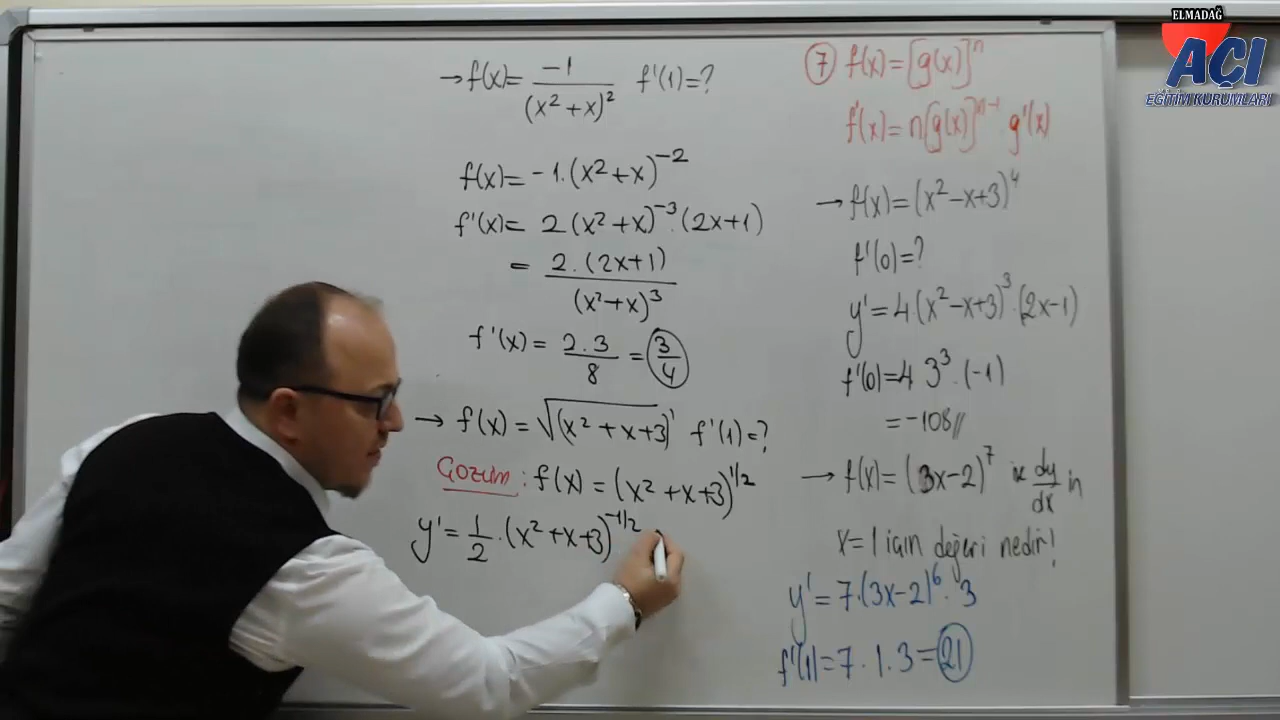 → f(x) = -1/(x² + x)² f'(1) = ?
f(x) = -1.(x² + x)⁻²
f'(x) = 2(x² + x)⁻³.(2x+1)
= 2.(2x+1)/(x²+x)³
f'(x) = 2.3/8 = 3/4
→ f(x) = √(x² + x+3)' f'(1) = ?
Çözüm: f(x) = (x² + x+3)^1/2
y' = 1/2 . (x² + x+3)^-1/2
⑦ f(x) = [g(x)]ⁿ
f'(x) = n[g(x)]ⁿ⁻¹ . g'(x)
→ f(x) = (x² - x+3)⁴
f'(0) = ?
y' = 4.(x² - x+3)³.(2x-1)
f'(0) = 4 3³.(-1)
= -108//
→ f(x) = (3x-2)⁷ ise dy/dx in
x = 1 için değeri nedir!
y' = 7.(3x-2)⁶ . 3
f'(1) = 7 . 1 . 3 = 21
ELMADAĞ
AÇI
EĞİTİM KURUMLARI